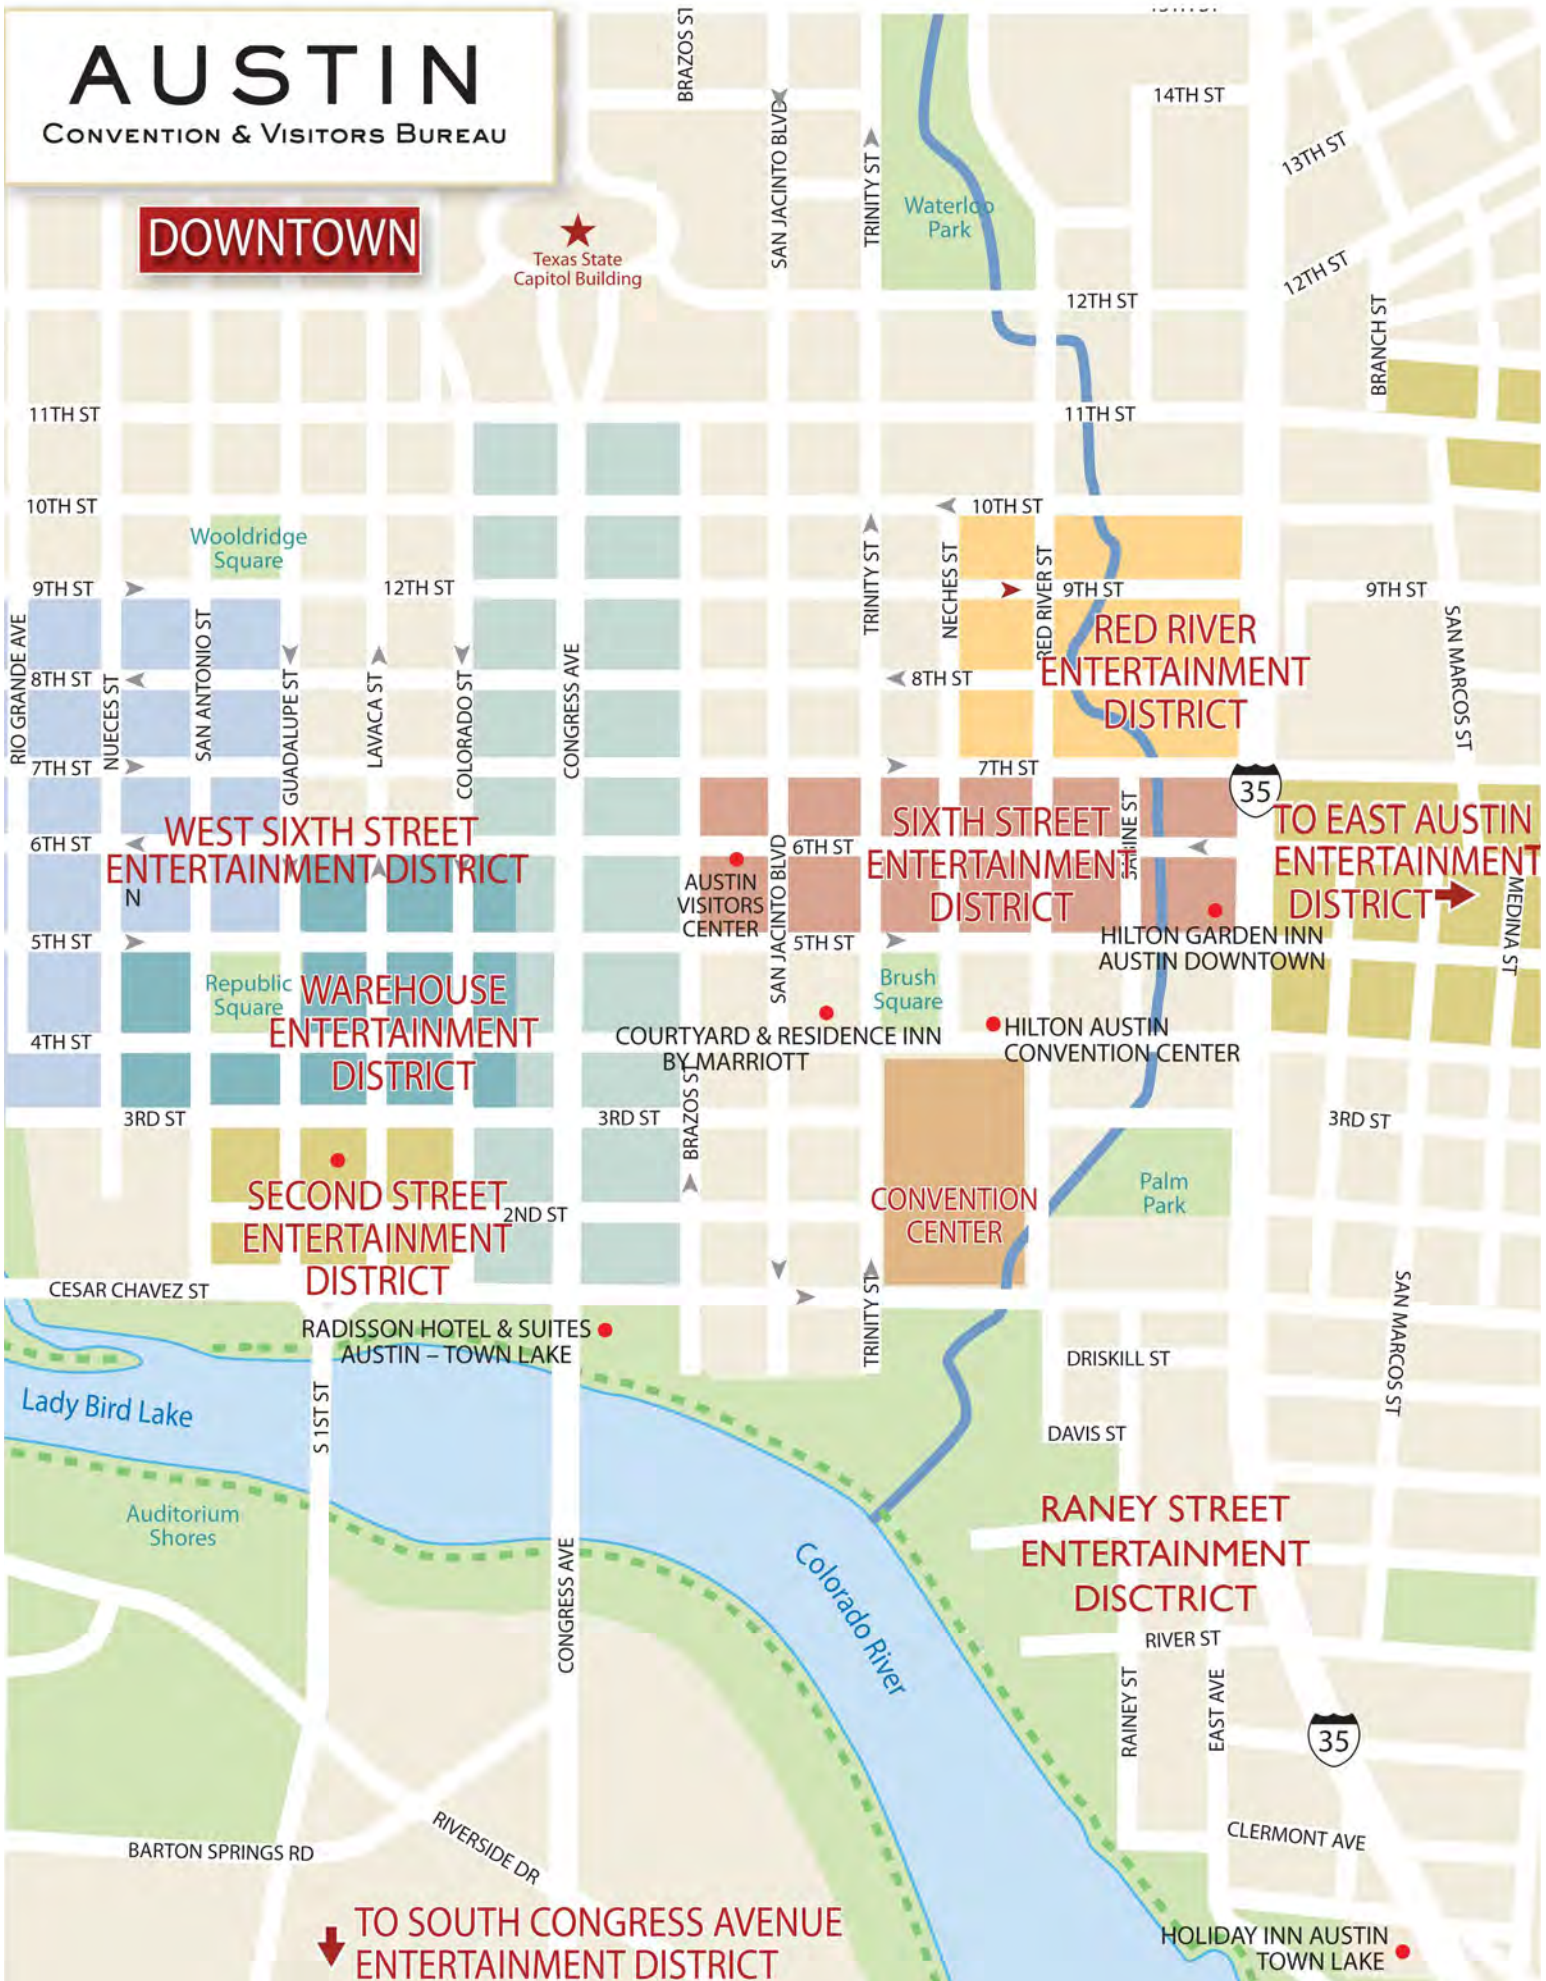 AUSTIN
CONVENTION & VISITORS BUREAU
DOWNTOWN
BRAZOS ST
SAN JACINTO BLVD
TRINITY ST
14TH ST
13TH ST
12TH ST
Waterloo
Park
Texas State
Capitol Building
12TH ST
BRANCH ST
11TH ST
11TH ST
10TH ST
10TH ST
Wooldridge
Square
9TH ST
12TH ST
TRINITY ST
NECHES ST
RED RIVER ST
9TH ST
9TH ST
RIO GRANDE AVE
NUECES ST
SAN ANTONIO ST
GUADALUPE ST
LAVACA ST
COLORADO ST
CONGRESS AVE
SAN MARCOS ST
RED RIVER
ENTERTAINMENT
DISTRICT
8TH ST
8TH ST
7TH ST
7TH ST
35
SABINE ST
WEST SIXTH STREET
ENTERTAINMENT DISTRICT
6TH ST
N
6TH ST
SAN JACINTO BLVD
SIXTH STREET
ENTERTAINMENT
DISTRICT
TO EAST AUSTIN
ENTERTAINMENT
DISTRICT
MEDINA ST
AUSTIN
VISITORS
CENTER
5TH ST
5TH ST
HILTON GARDEN INN
AUSTIN DOWNTOWN
Republic
Square
WAREHOUSE
ENTERTAINMENT
DISTRICT
Brush
Square
COURTYARD & RESIDENCE INN
BY MARRIOTT
HILTON AUSTIN
CONVENTION CENTER
4TH ST
BRAZOS ST
3RD ST
3RD ST
3RD ST
SECOND STREET
ENTERTAINMENT
DISTRICT
2ND ST
CONVENTION
CENTER
Palm
Park
CESAR CHAVEZ ST
TRINITY ST
SAN MARCOS ST
RADISSON HOTEL & SUITES
AUSTIN – TOWN LAKE
DRISKILL ST
Lady Bird Lake
S 1ST ST
DAVIS ST
Auditorium
Shores
CONGRESS AVE
Colorado River
RANEY STREET
ENTERTAINMENT
DISCTRICT
RIVER ST
RAINEY ST
EAST AVE
35
BARTON SPRINGS RD
RIVERSIDE DR
CLERMONT AVE
TO SOUTH CONGRESS AVENUE
ENTERTAINMENT DISTRICT
HOLIDAY INN AUSTIN
TOWN LAKE